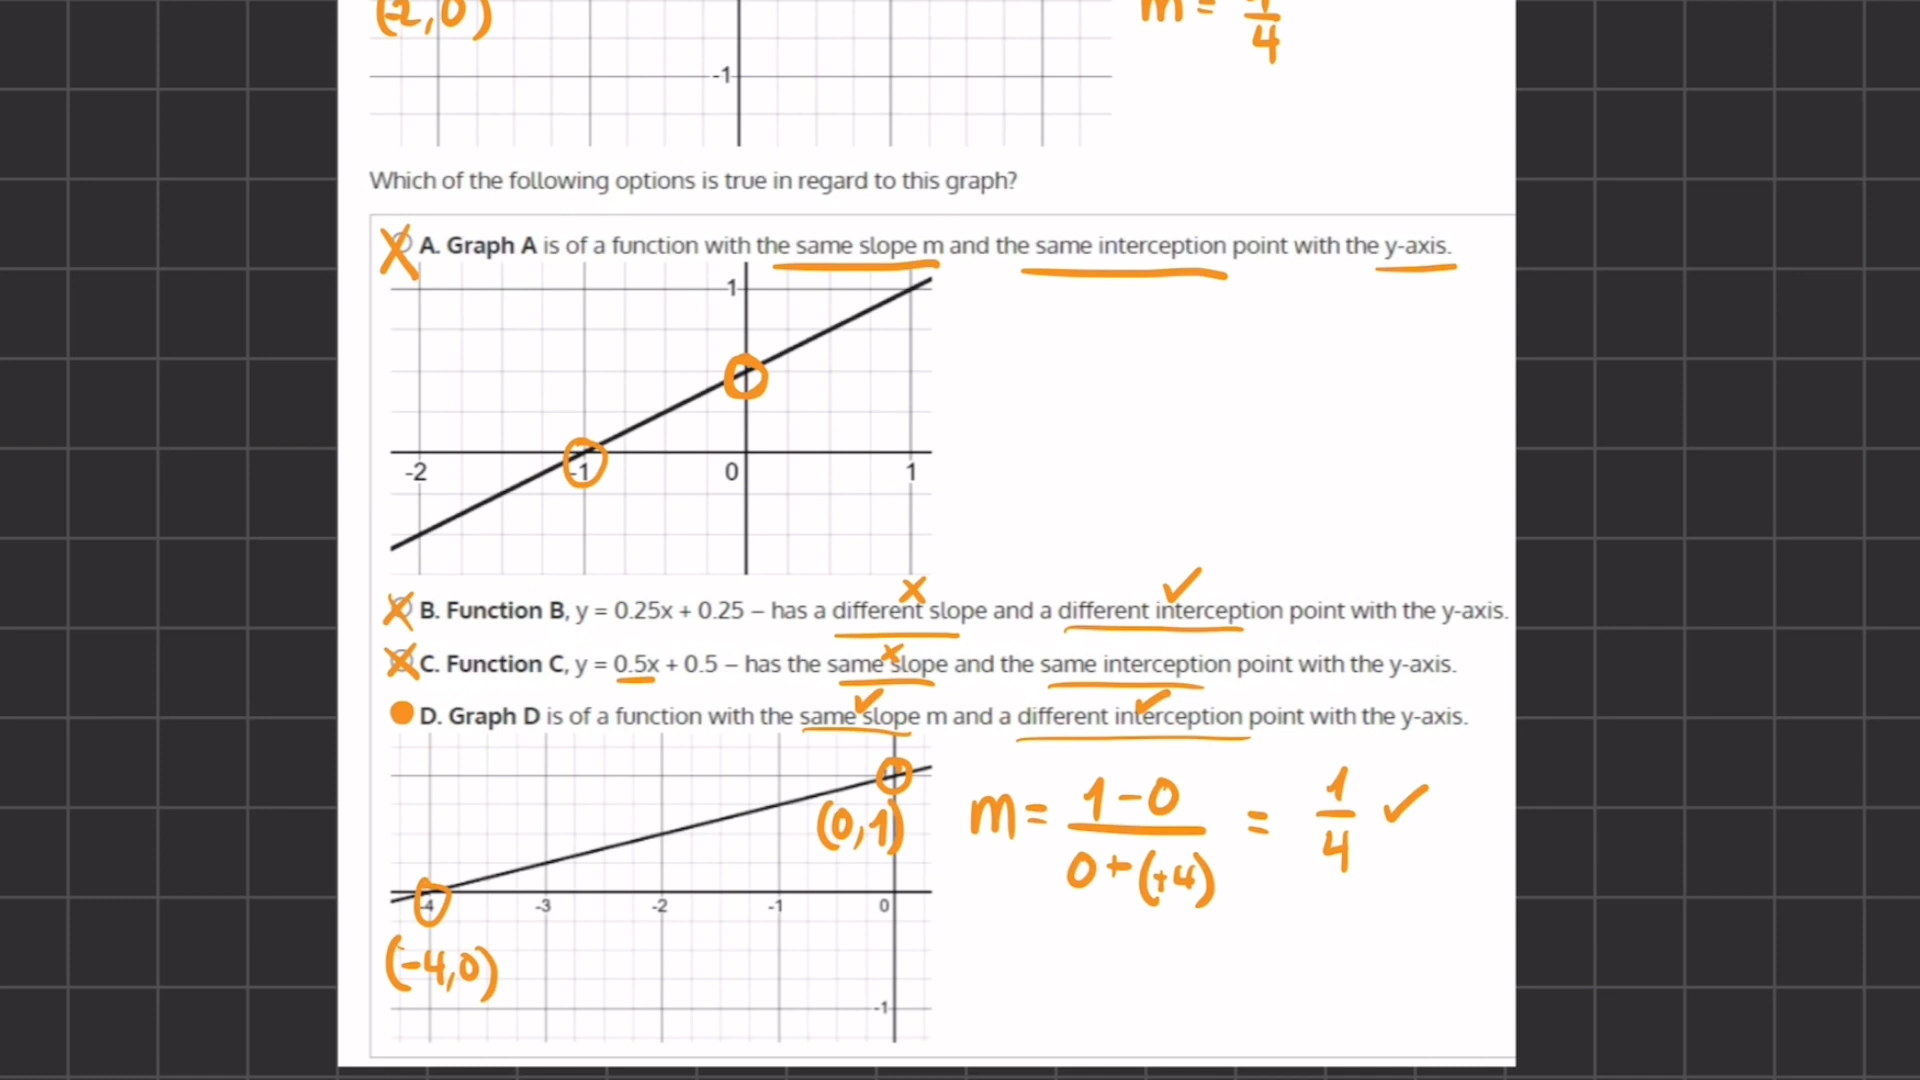 (-2,0)
m = 1/4
-1
Which of the following options is true in regard to this graph?
A. Graph A is of a function with the same slope m and the same interception point with the y-axis.
1
-2 -1 0 1
B. Function B, y = 0.25x + 0.25 – has a different slope and a different interception point with the y-axis.
C. Function C, y = 0.5x + 0.5 – has the same slope and the same interception point with the y-axis.
D. Graph D is of a function with the same slope m and a different interception point with the y-axis.
(0,1)
m = 1-0 / 0+(+4) = 1/4
-4 -3 -2 -1 0
(-4,0)
-1